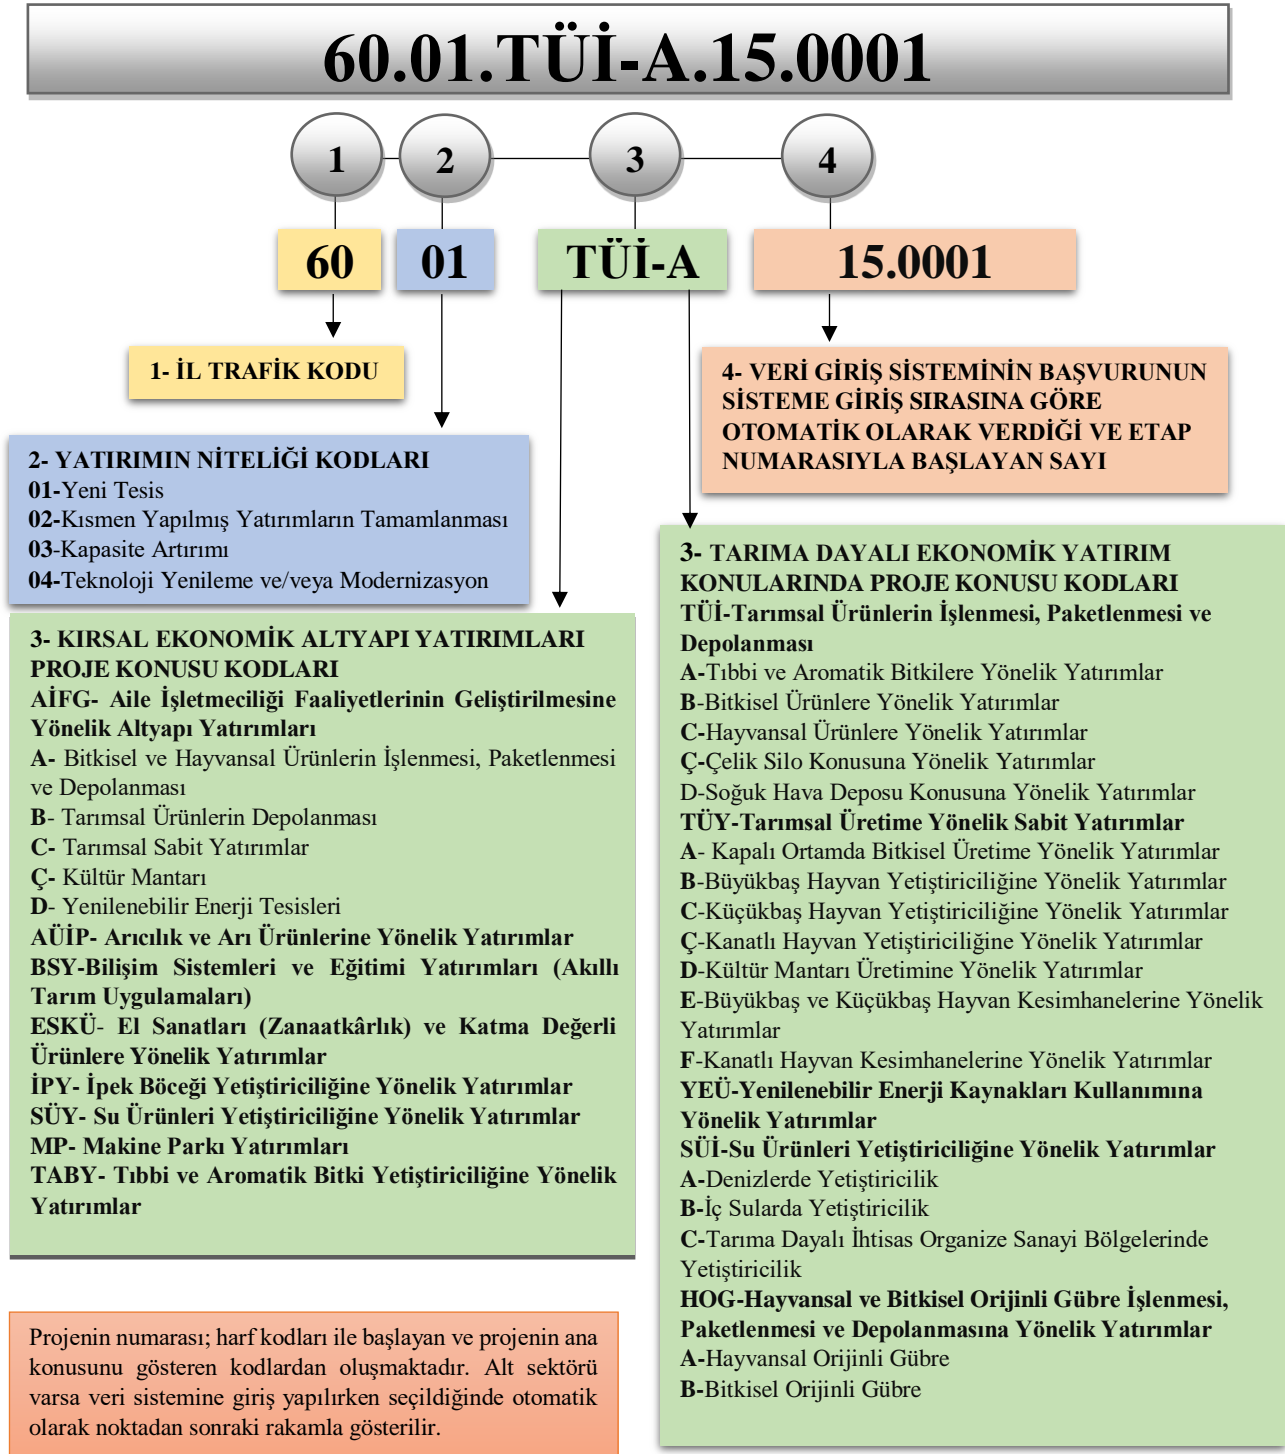 60.01.TÜİ-A.15.0001
1
2
3
4
60
01
TÜİ-A
15.0001
1- İL TRAFİK KODU
2- YATIRIMIN NİTELİĞİ KODLARI
01-Yeni Tesis
02-Kısmen Yapılmış Yatırımların Tamamlanması
03-Kapasite Artırımı
04-Teknoloji Yenileme ve/veya Modernizasyon
4- VERİ GİRİŞ SİSTEMİNİN BAŞVURUNUN
SİSTEME GİRİŞ SIRASINA GÖRE
OTOMATİK OLARAK VERDİĞİ VE ETAP
NUMARASIYLA BAŞLAYAN SAYI
3- KIRSAL EKONOMİK ALTYAPI YATIRIMLARI
PROJE KONUSU KODLARI
AİFG- Aile İşletmeciliği Faaliyetlerinin Geliştirilmesine
Yönelik Altyapı Yatırımları
A- Bitkisel ve Hayvansal Ürünlerin İşlenmesi, Paketlenmesi
ve Depolanması
B- Tarımsal Ürünlerin Depolanması
C- Tarımsal Sabit Yatırımlar
Ç- Kültür Mantarı
D- Yenilenebilir Enerji Tesisleri
AÜİP- Arıcılık ve Arı Ürünlerine Yönelik Yatırımlar
BSY-Bilişim Sistemleri ve Eğitimi Yatırımları (Akıllı
Tarım Uygulamaları)
ESKÜ- El Sanatları (Zanaatkârlık) ve Katma Değerli
Ürünlere Yönelik Yatırımlar
İPY- İpek Böceği Yetiştiriciliğine Yönelik Yatırımlar
SÜY- Su Ürünleri Yetiştiriciliğine Yönelik Yatırımlar
MP- Makine Parkı Yatırımları
TABY- Tıbbi ve Aromatik Bitki Yetiştiriciliğine Yönelik
Yatırımlar
3- TARIMA DAYALI EKONOMİK YATIRIM
KONULARINDA PROJE KONUSU KODLARI
TÜİ-Tarımsal Ürünlerin İşlenmesi, Paketlenmesi ve
Depolanması
A-Tıbbi ve Aromatik Bitkilere Yönelik Yatırımlar
B-Bitkisel Ürünlere Yönelik Yatırımlar
C-Hayvansal Ürünlere Yönelik Yatırımlar
Ç-Çelik Silo Konusuna Yönelik Yatırımlar
D-Soğuk Hava Deposu Konusuna Yönelik Yatırımlar
TÜY-Tarımsal Üretime Yönelik Sabit Yatırımlar
A- Kapalı Ortamda Bitkisel Üretime Yönelik Yatırımlar
B-Büyükbaş Hayvan Yetiştiriciliğine Yönelik Yatırımlar
C-Küçükbaş Hayvan Yetiştiriciliğine Yönelik Yatırımlar
Ç-Kanatlı Hayvan Yetiştiriciliğine Yönelik Yatırımlar
D-Kültür Mantarı Üretimine Yönelik Yatırımlar
E-Büyükbaş ve Küçükbaş Hayvan Kesimhanelerine Yönelik
Yatırımlar
F-Kanatlı Hayvan Kesimhanelerine Yönelik Yatırımlar
YEÜ-Yenilenebilir Enerji Kaynakları Kullanımına
Yönelik Yatırımlar
SÜİ-Su Ürünleri Yetiştiriciliğine Yönelik Yatırımlar
A-Denizlerde Yetiştiricilik
B-İç Sularda Yetiştiricilik
C-Tarıma Dayalı İhtisas Organize Sanayi Bölgelerinde
Yetiştiricilik
HOG-Hayvansal ve Bitkisel Orijinli Gübre İşlenmesi,
Paketlenmesi ve Depolanmasına Yönelik Yatırımlar
A-Hayvansal Orijinli Gübre
B-Bitkisel Orijinli Gübre
Projenin numarası; harf kodları ile başlayan ve projenin ana
konusunu gösteren kodlardan oluşmaktadır. Alt sektörü
varsa veri sistemine giriş yapılırken seçildiğinde otomatik
olarak noktadan sonraki rakamla gösterilir.